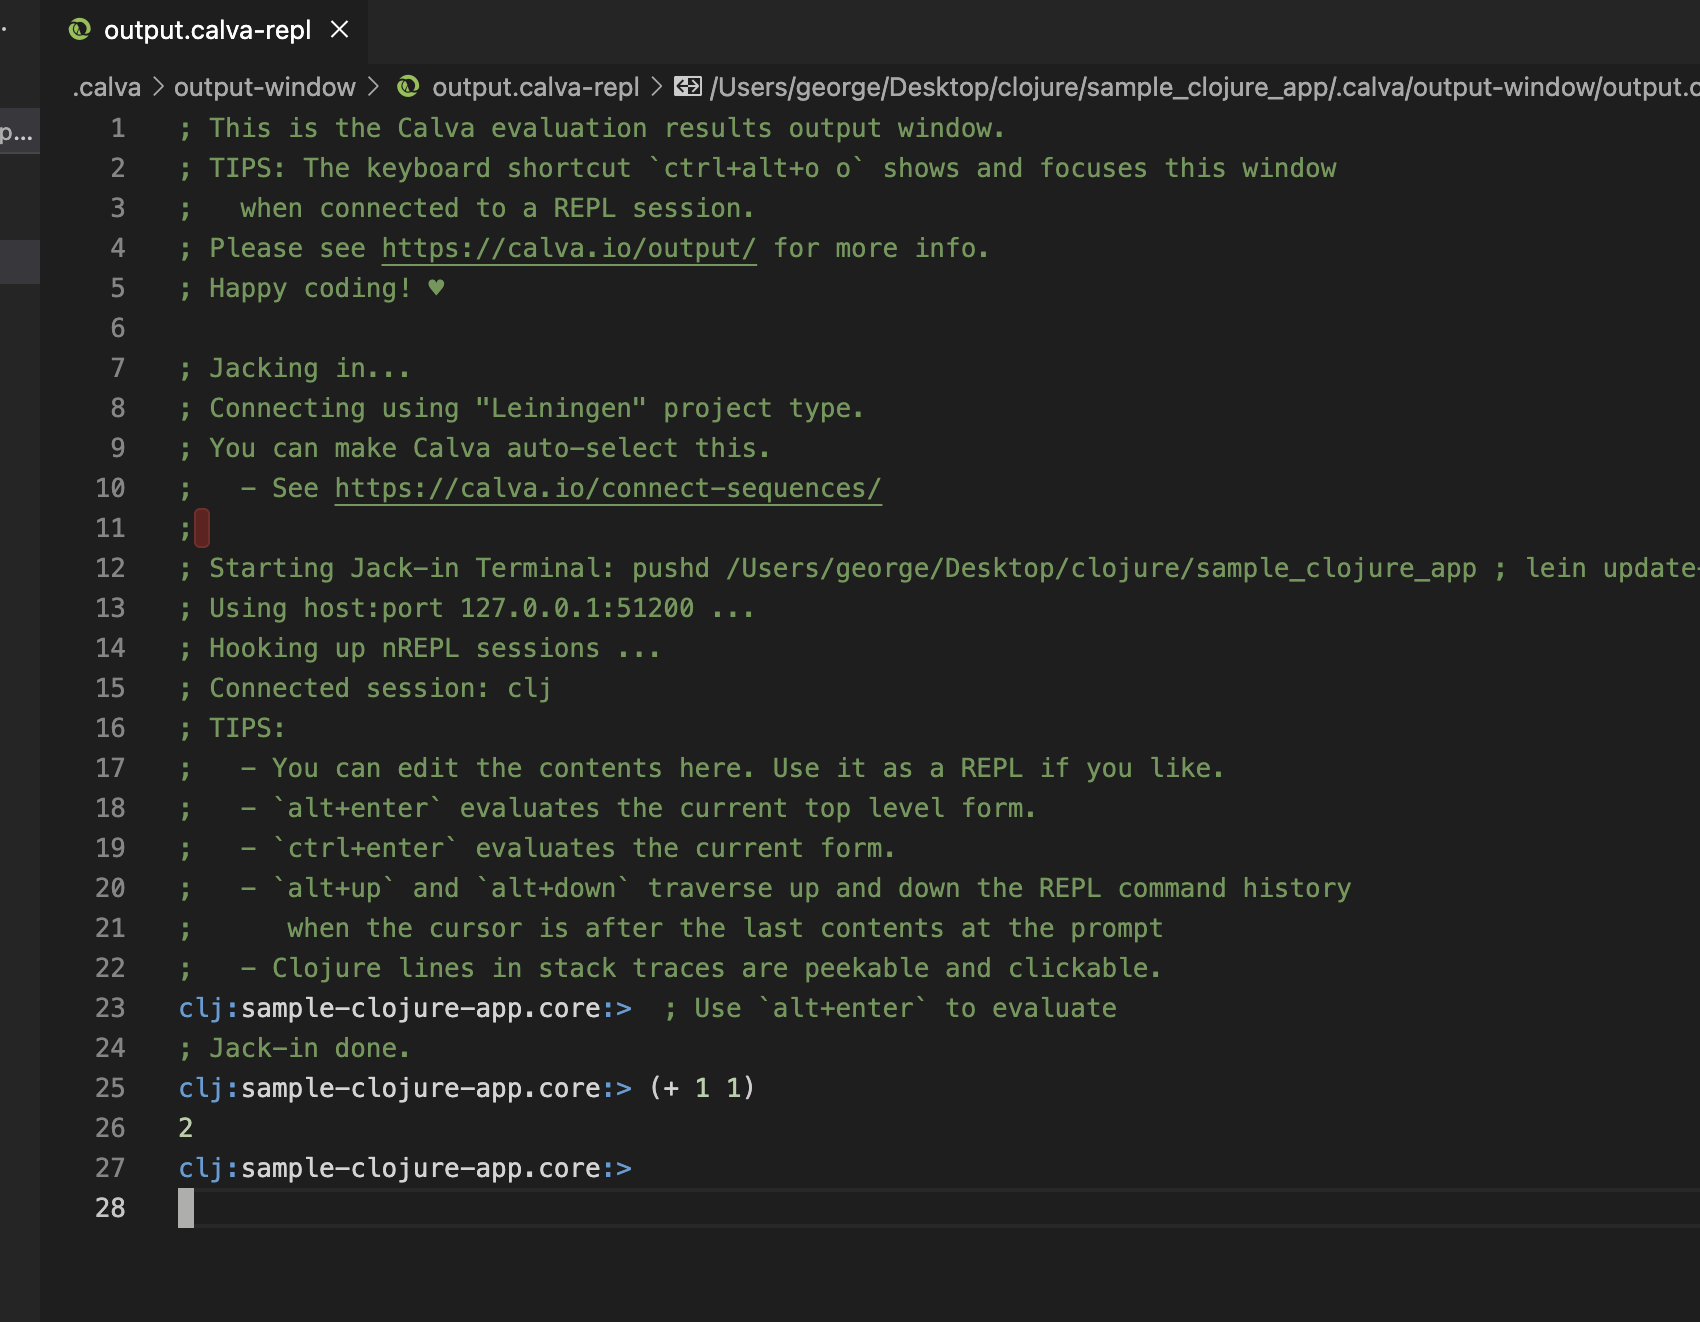 p...
output.calva-repl
.calva > output-window > output.calva-repl > /Users/george/Desktop/clojure/sample_clojure_app/.calva/output-window/output.c
1 ; This is the Calva evaluation results output window.
2 ; TIPS: The keyboard shortcut `ctrl+alt+o o` shows and focuses this window
3 ;   when connected to a REPL session.
4 ; Please see https://calva.io/output/ for more info.
5 ; Happy coding! ♥
6
7 ; Jacking in...
8 ; Connecting using "Leiningen" project type.
9 ; You can make Calva auto-select this.
10 ;   - See https://calva.io/connect-sequences/
11 ;
12 ; Starting Jack-in Terminal: pushd /Users/george/Desktop/clojure/sample_clojure_app ; lein update-
13 ; Using host:port 127.0.0.1:51200 ...
14 ; Hooking up nREPL sessions ...
15 ; Connected session: clj
16 ; TIPS:
17 ;   - You can edit the contents here. Use it as a REPL if you like.
18 ;   - `alt+enter` evaluates the current top level form.
19 ;   - `ctrl+enter` evaluates the current form.
20 ;   - `alt+up` and `alt+down` traverse up and down the REPL command history
21 ;      when the cursor is after the last contents at the prompt
22 ;   - Clojure lines in stack traces are peekable and clickable.
23 clj:sample-clojure-app.core:>  ; Use `alt+enter` to evaluate
24 ; Jack-in done.
25 clj:sample-clojure-app.core:> (+ 1 1)
26 2
27 clj:sample-clojure-app.core:>
28